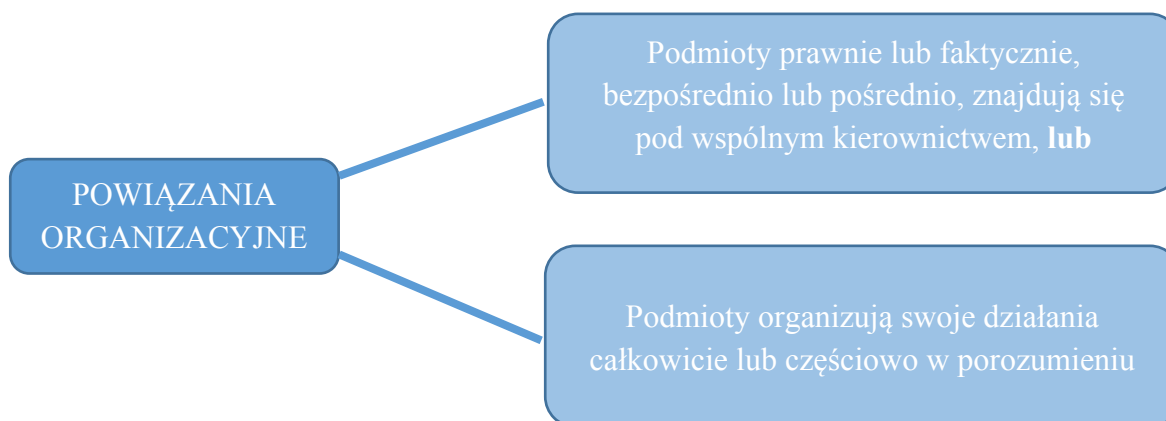 POWIĄZANIA
ORGANIZACYJNE
Podmioty prawnie lub faktycznie,
bezpośrednio lub pośrednio, znajdują się
pod wspólnym kierownictwem, lub
Podmioty organizują swoje działania
całkowicie lub częściowo w porozumieniu